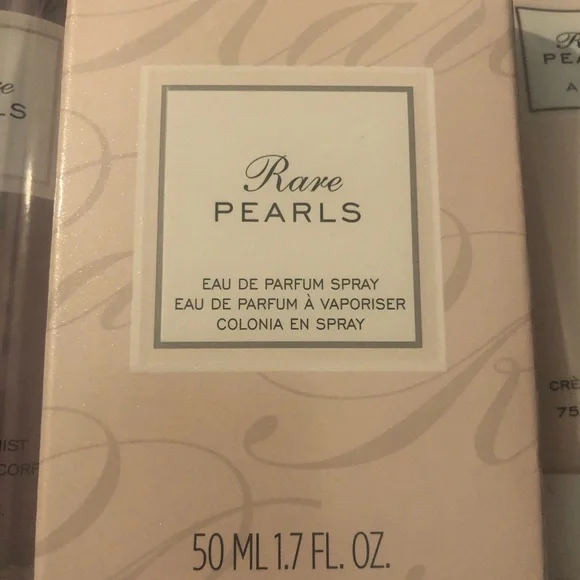 Rare
PEARLS
EAU DE PARFUM SPRAY
EAU DE PARFUM À VAPORISER
COLONIA EN SPRAY
50 ML 1.7 FL. OZ.